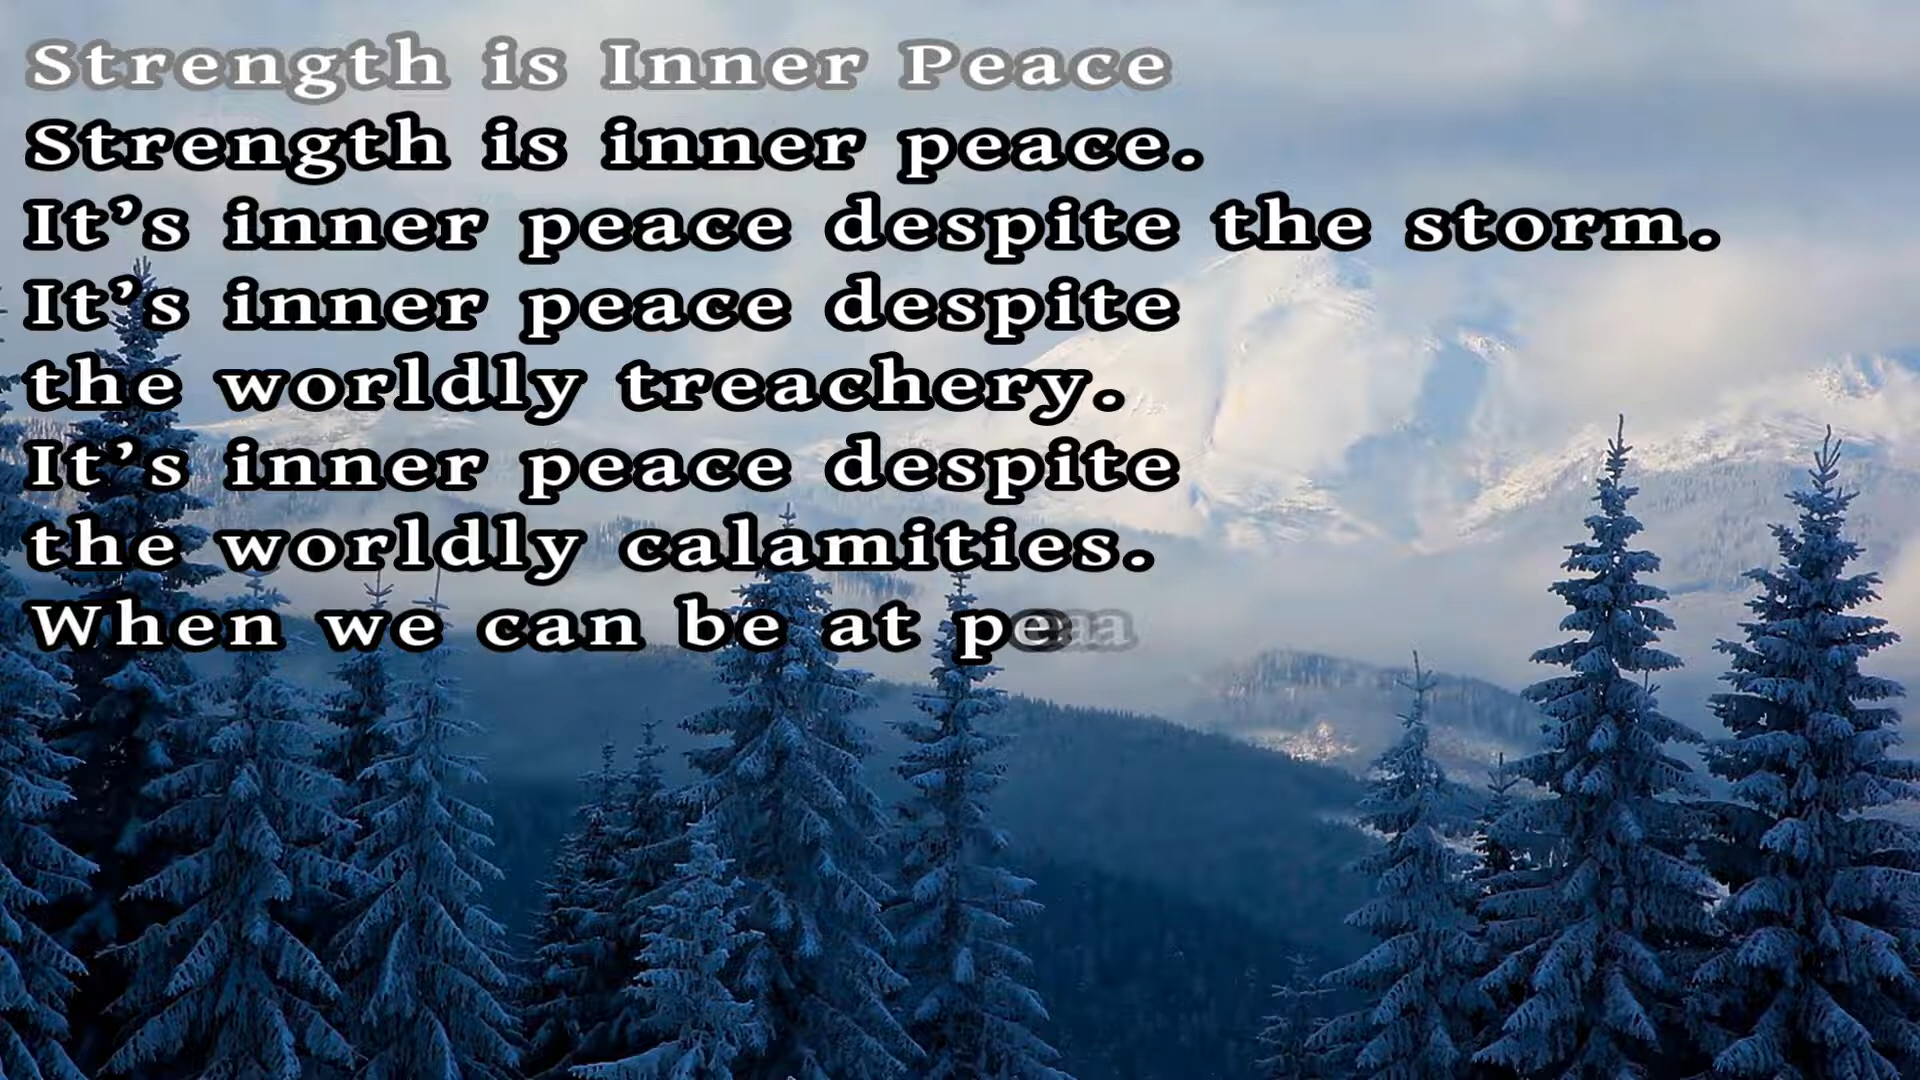 Strength is Inner Peace
Strength is inner peace.
It’s inner peace despite the storm.
It’s inner peace despite
the worldly treachery.
It’s inner peace despite
the worldly calamities.
When we can be at